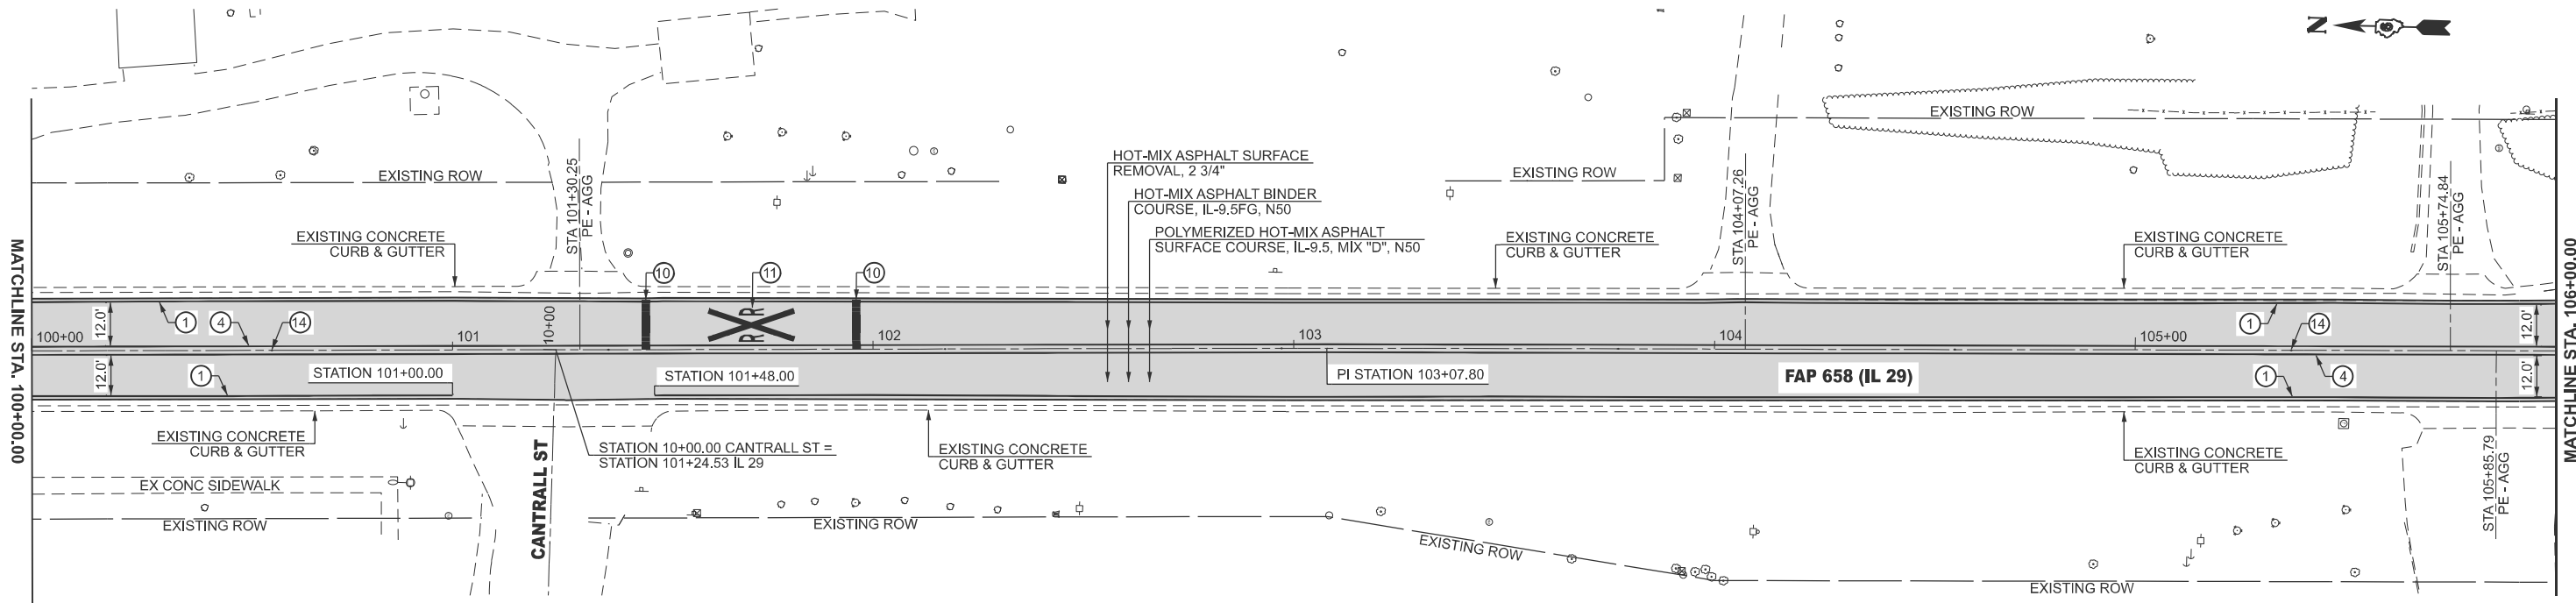 N
6
EXISTING ROW
EXISTING ROW
EXISTING ROW
STA 101+30.25
PE - AGG
HOT-MIX ASPHALT SURFACE
REMOVAL, 2 3/4"
HOT-MIX ASPHALT BINDER
COURSE, IL-9.5FG, N50
POLYMERIZED HOT-MIX ASPHALT
SURFACE COURSE, IL-9.5, MIX "D", N50
STA 104+07.26
PE - AGG
STA 105+74.84
PE - AGG
EXISTING CONCRETE
CURB & GUTTER
EXISTING CONCRETE
CURB & GUTTER
EXISTING CONCRETE
CURB & GUTTER
MATCHLINE STA. 100+00.00
MATCHLINE STA. 106+00.00
10
11
10
12.0'
1
4
14
R R
1
14
12.0'
100+00
101
10+00
102
103
104
105+00
12.0'
1
STATION 101+00.00
STATION 101+48.00
PI STATION 103+07.80
FAP 658 (IL 29)
1
4
12.0'
EXISTING CONCRETE
CURB & GUTTER
CANTRALL ST
STATION 10+00.00 CANTRALL ST =
STATION 101+24.53 IL 29
EXISTING CONCRETE
CURB & GUTTER
EXISTING CONCRETE
CURB & GUTTER
STA 105+85.79
PE - AGG
EX CONC SIDEWALK
EXISTING ROW
EXISTING ROW
EXISTING ROW
EXISTING ROW